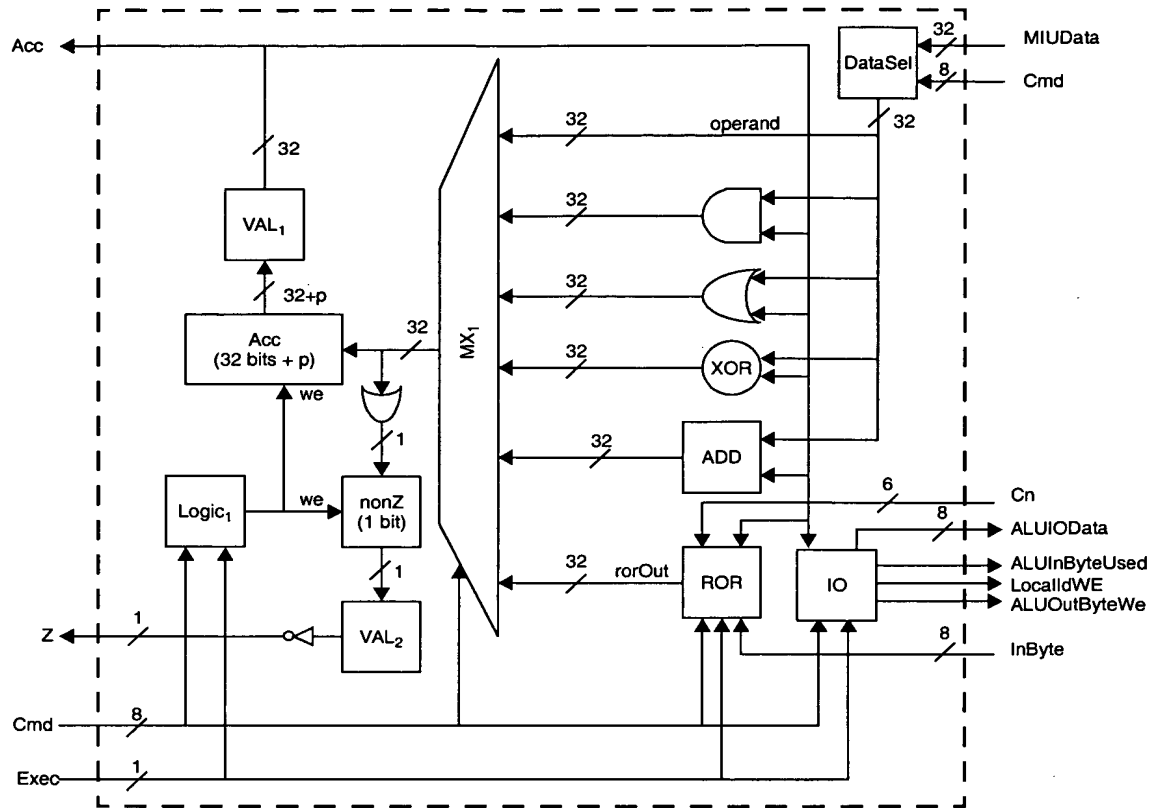 Acc
32
MIUData
DataSel
8
Cmd
32
operand
32
32
32
VAL1
32+p
32
Acc
(32 bits + p)
32
MX1
32
XOR
we
1
32
ADD
Logic1
we
nonZ
(1 bit)
6
Cn
8
ALUIOData
1
rorOut
32
ROR
IO
ALUInByteUsed
LocalIdWE
ALUOutByteWe
Z
1
VAL2
8
InByte
Cmd
8
Exec
1